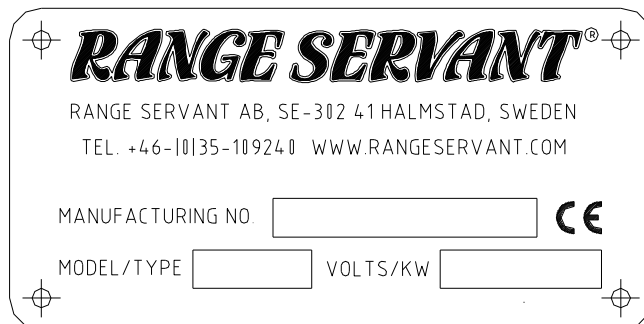 RANGE SERVANT®
RANGE SERVANT AB, SE-302 41 HALMSTAD, SWEDEN
TEL. +46-(0)35-109240 WWW.RANGESERVANT.COM
MANUFACTURING NO. CE
MODEL/TYPE VOLTS/KW